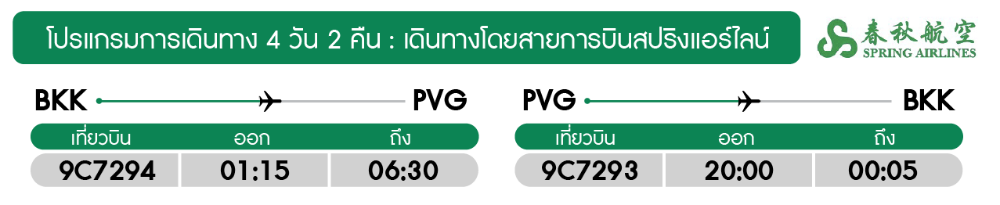 โปรแกรมการเดินทาง 4 วัน 2 คืน : เดินทางโดยสายการบินสปริงแอร์ไลน์
春秋航空
SPRING AIRLINES
BKK PVG
เที่ยวบิน ออก ถึง
9C7294 01:15 06:30
PVG BKK
เที่ยวบิน ออก ถึง
9C7293 20:00 00:05